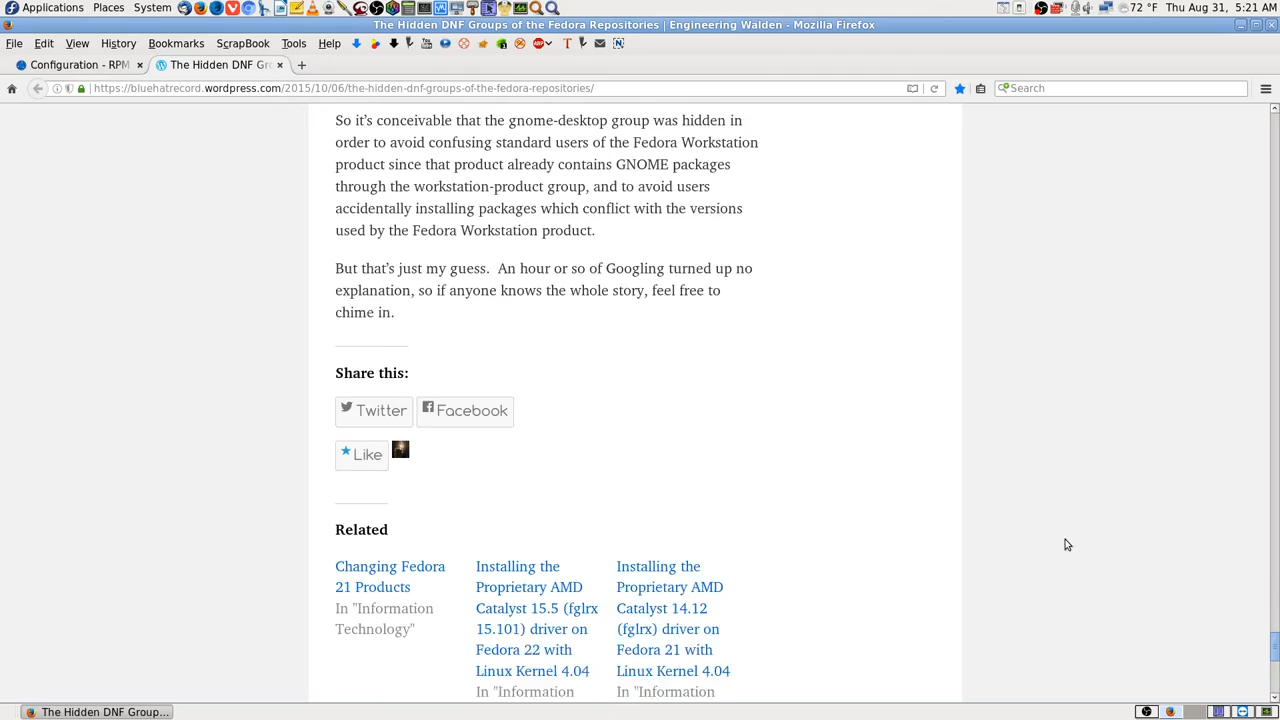 Applications Places System 72 °F Thu Aug 31, 5:21 AM
The Hidden DNF Groups of the Fedora Repositories | Engineering Walden - Mozilla Firefox
File Edit View History Bookmarks ScrapBook Tools Help
Configuration - RPM × The Hidden DNF Gr × +
https://bluehatrecord.wordpress.com/2015/10/06/the-hidden-dnf-groups-of-the-fedora-repositories/ Search
So it’s conceivable that the gnome-desktop group was hidden in
order to avoid confusing standard users of the Fedora Workstation
product since that product already contains GNOME packages
through the workstation-product group, and to avoid users
accidentally installing packages which conflict with the versions
used by the Fedora Workstation product.
But that’s just my guess. An hour or so of Googling turned up no
explanation, so if anyone knows the whole story, feel free to
chime in.
Share this:
Twitter Facebook
Like
Related
Changing Fedora
21 Products
In "Information
Technology"
Installing the
Proprietary AMD
Catalyst 15.5 (fglrx
15.101) driver on
Fedora 22 with
Linux Kernel 4.04
In "Information
Installing the
Proprietary AMD
Catalyst 14.12
(fglrx) driver on
Fedora 21 with
Linux Kernel 4.04
In "Information
The Hidden DNF Group...